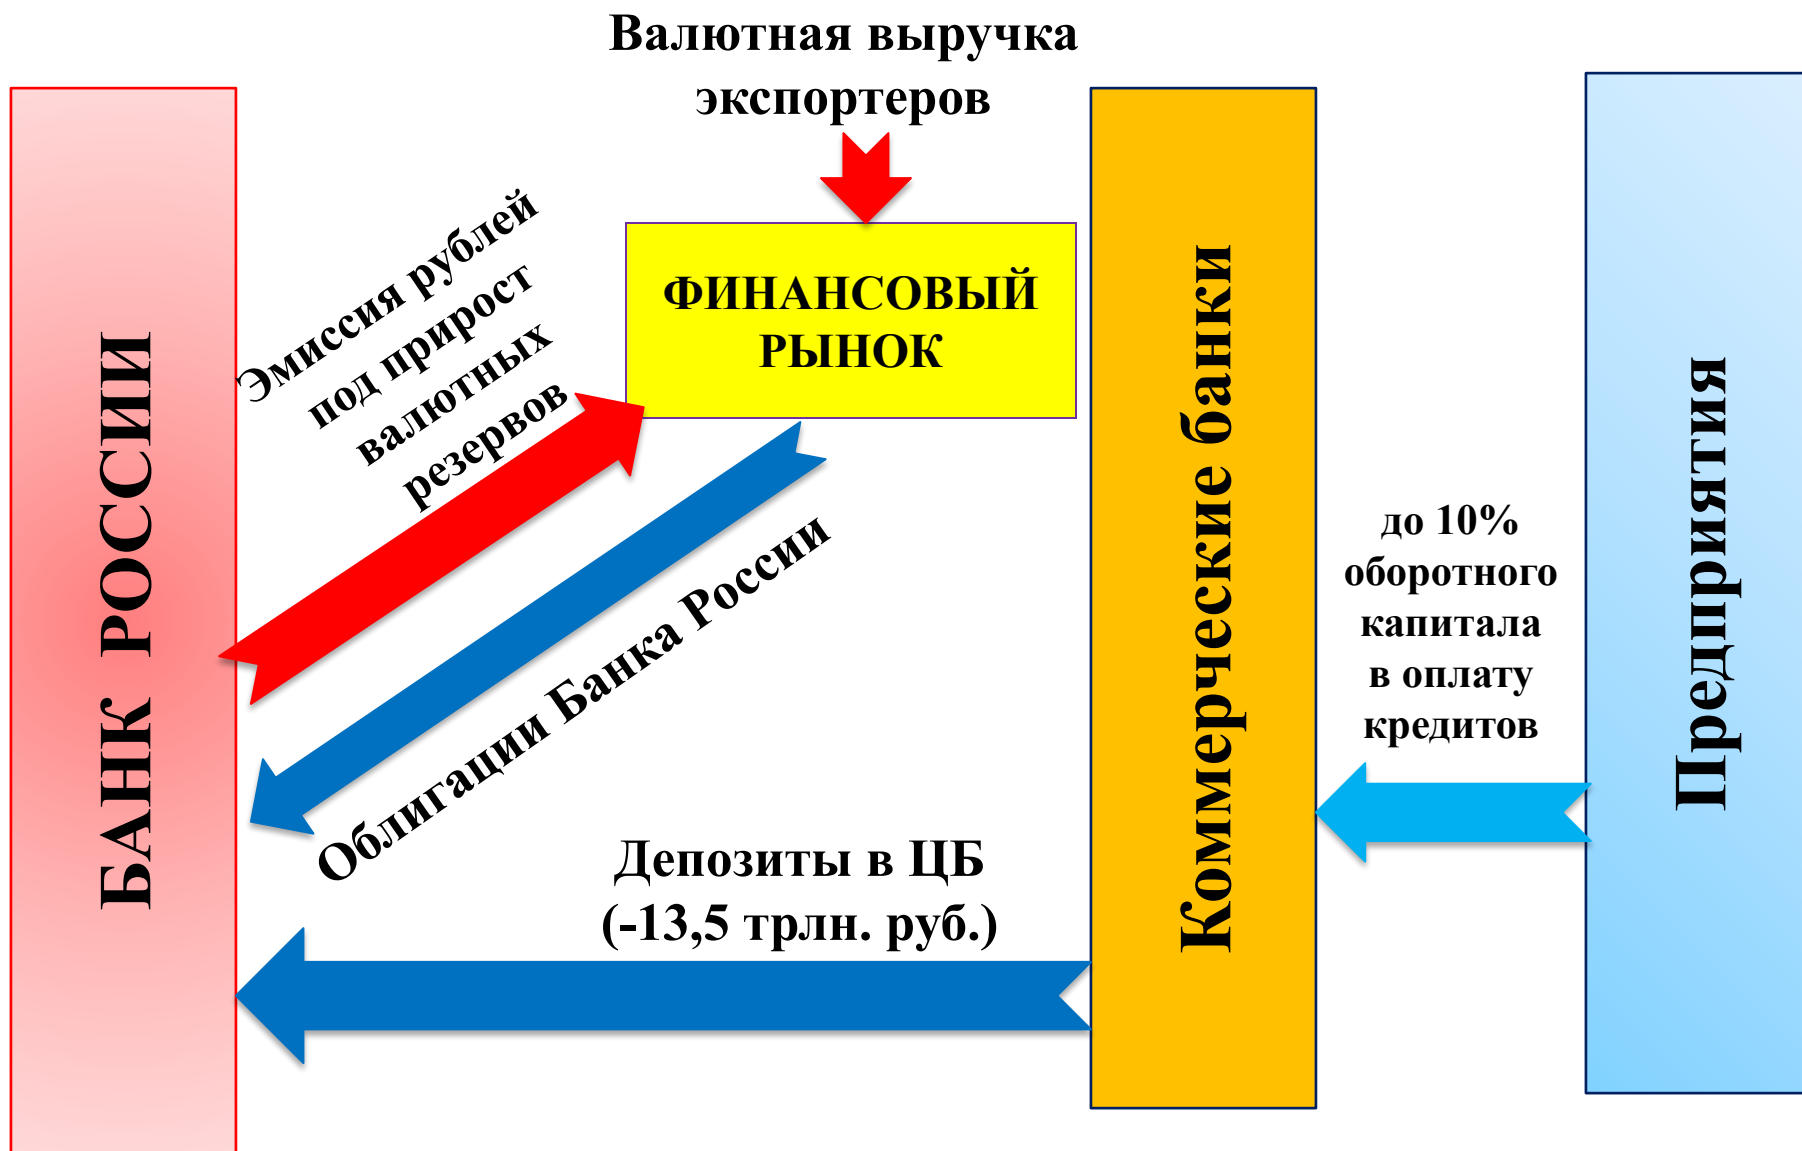 Валютная выручка
экспортеров
БАНК РОССИИ
Эмиссия рублей
под прирост
валютных
резервов
ФИНАНСОВЫЙ
РЫНОК
Облигации Банка России
Депозиты в ЦБ
(-13,5 трлн. руб.)
Коммерческие банки
до 10%
оборотного
капитала
в оплату
кредитов
Предприятия